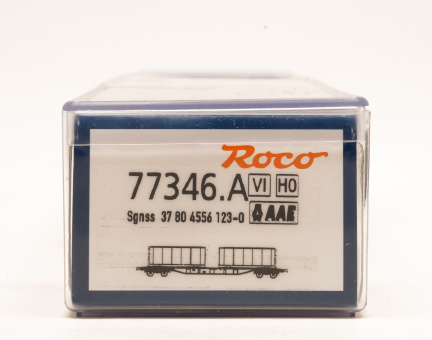 Roco
77346.A VI H0
Sgnss 37 80 4556 123-0 AAE